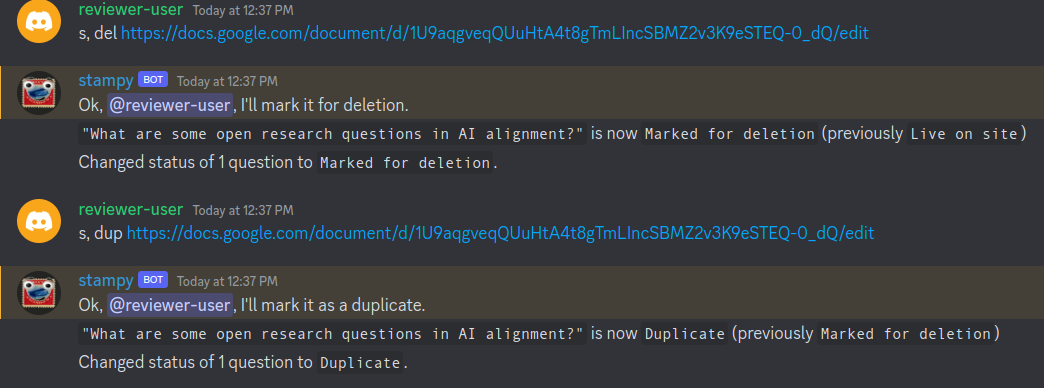 reviewer-user Today at 12:37 PM
s, del https://docs.google.com/document/d/1U9aqgveqQUuHtA4t8gTmLIncSBMZ2v3K9eSTEQ-0_dQ/edit
stampy BOT Today at 12:37 PM
Ok, @reviewer-user, I'll mark it for deletion.
"What are some open research questions in AI alignment?" is now Marked for deletion (previously Live on site)
Changed status of 1 question to Marked for deletion.
reviewer-user Today at 12:37 PM
s, dup https://docs.google.com/document/d/1U9aqgveqQUuHtA4t8gTmLIncSBMZ2v3K9eSTEQ-0_dQ/edit
stampy BOT Today at 12:37 PM
Ok, @reviewer-user, I'll mark it as a duplicate.
"What are some open research questions in AI alignment?" is now Duplicate (previously Marked for deletion)
Changed status of 1 question to Duplicate.